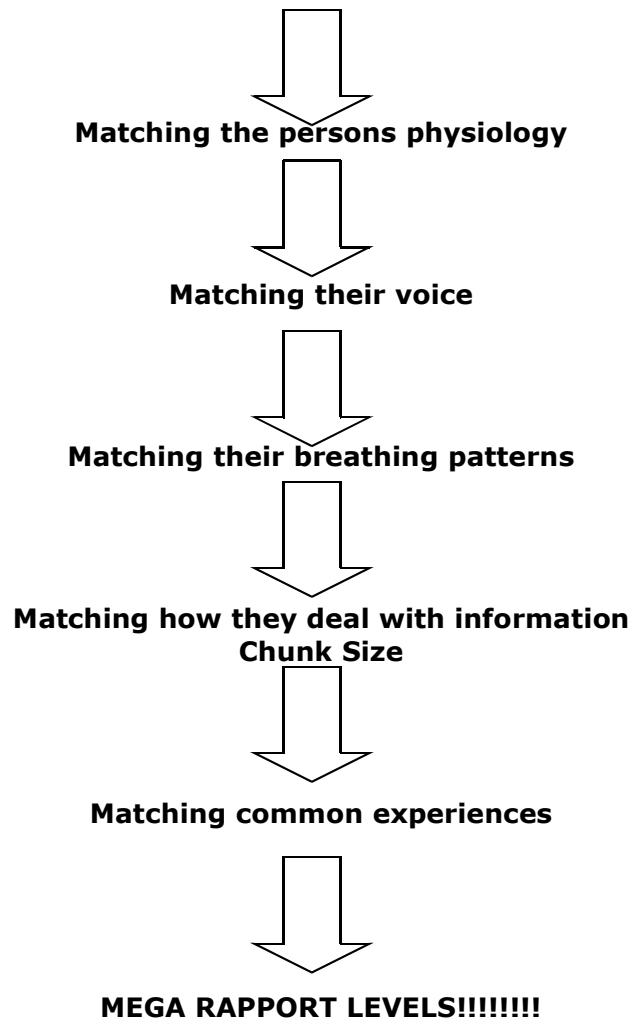 Matching the persons physiology
Matching their voice
Matching their breathing patterns
Matching how they deal with information
Chunk Size
Matching common experiences
MEGA RAPPORT LEVELS!!!!!!!!